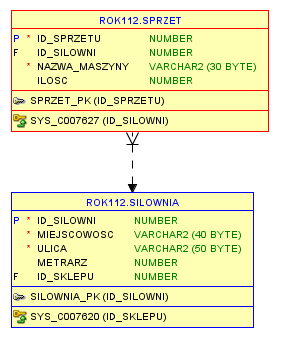 ROK112.SPRZET
P * ID_SPRZETU NUMBER
F ID_SILOWNI NUMBER
* NAZWA_MASZYNY VARCHAR2 (30 BYTE)
ILOSC NUMBER
SPRZET_PK (ID_SPRZETU)
SYS_C007627 (ID_SILOWNI)
ROK112.SILOWNIA
P * ID_SILOWNI NUMBER
* MIEJSCOWOSC VARCHAR2 (40 BYTE)
* ULICA VARCHAR2 (50 BYTE)
METRARZ NUMBER
F ID_SKLEPU NUMBER
SILOWNIA_PK (ID_SILOWNI)
SYS_C007620 (ID_SKLEPU)